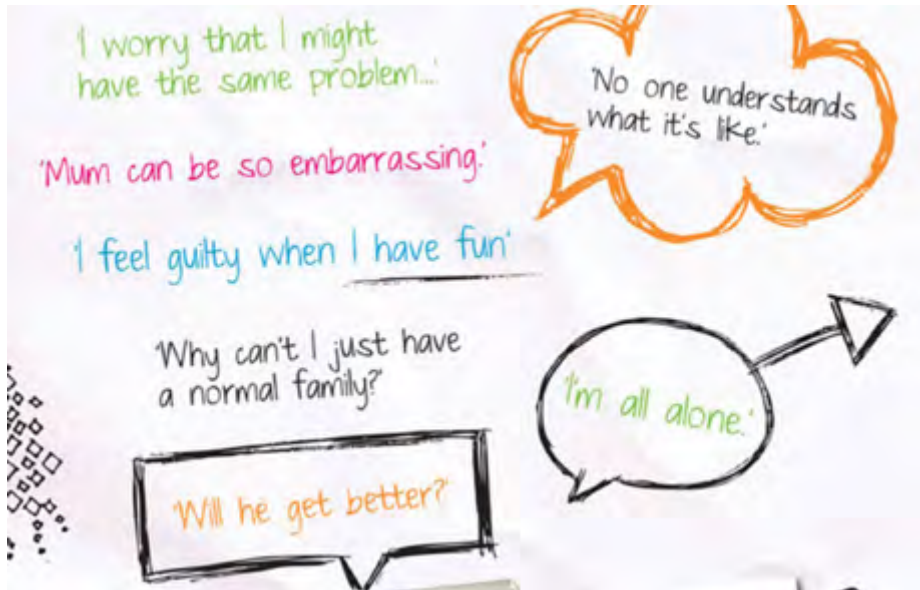 'I worry that I might
have the same problem....'
'No one understands
what it's like.'
'Mum can be so embarrassing.'
'I feel guilty when I have fun'
'Why can't I just have
a normal family?'
'I'm all alone.'
'Will he get better?'